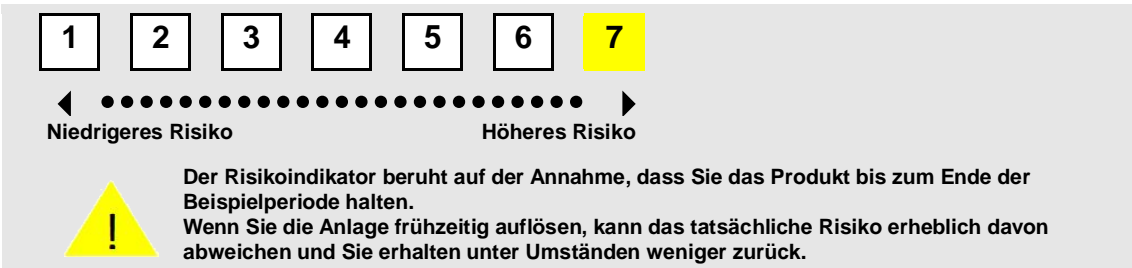 1 2 3 4 5 6 7
Niedrigeres Risiko Höheres Risiko
Der Risikoindikator beruht auf der Annahme, dass Sie das Produkt bis zum Ende der
Beispielperiode halten.
Wenn Sie die Anlage frühzeitig auflösen, kann das tatsächliche Risiko erheblich davon
abweichen und Sie erhalten unter Umständen weniger zurück.
!